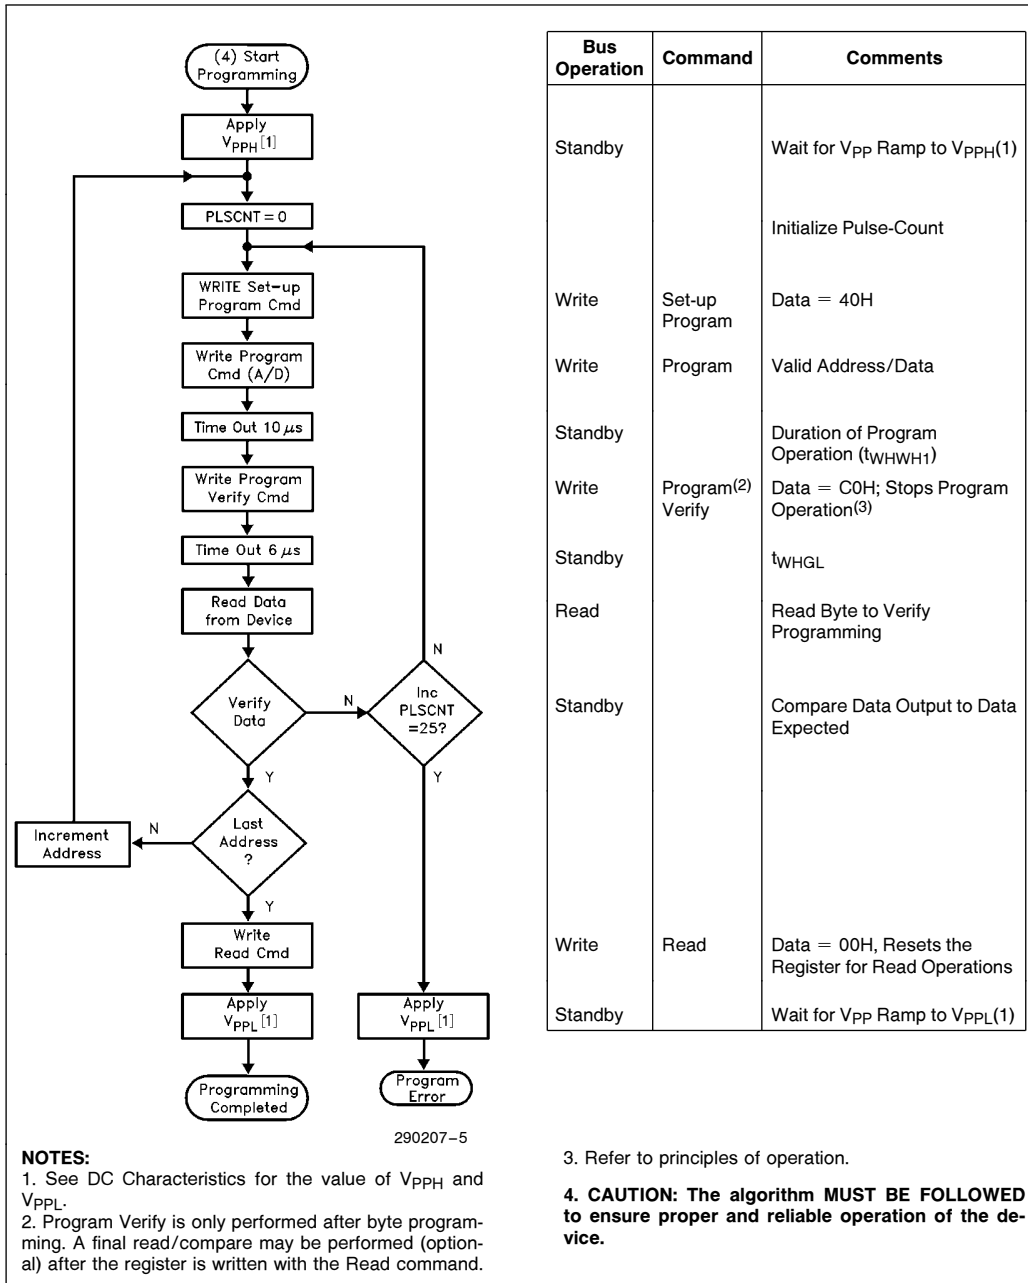 (4) Start
Programming
Apply
VPPH[1]
PLSCNT = 0
WRITE Set-up
Program Cmd
Write Program
Cmd (A/D)
Time Out 10 μs
Write Program
Verify Cmd
Time Out 6 μs
Read Data
from Device
Verify
Data
N
Y
Inc
PLSCNT
=25?
N
Y
Last
Address
?
N
Y
Increment
Address
Write
Read Cmd
Apply
VPPL[1]
Programming
Completed
Apply
VPPL[1]
Program
Error
290207–5
Bus Operation Command Comments
Standby Wait for VPP Ramp to VPPH(1)
Initialize Pulse-Count
Write Set-up Program Data = 40H
Write Program Valid Address/Data
Standby Duration of Program
Operation (tWHWH1)
Write Program(2) Verify Data = C0H; Stops Program
Operation(3)
Standby tWHGL
Read Read Byte to Verify
Programming
Standby Compare Data Output to Data
Expected
Write Read Data = 00H, Resets the
Register for Read Operations
Standby Wait for VPP Ramp to VPPL(1)
NOTES:
1. See DC Characteristics for the value of VPPH and
VPPL.
2. Program Verify is only performed after byte program-
ming. A final read/compare may be performed (option-
al) after the register is written with the Read command.
3. Refer to principles of operation.
4. CAUTION: The algorithm MUST BE FOLLOWED
to ensure proper and reliable operation of the de-
vice.